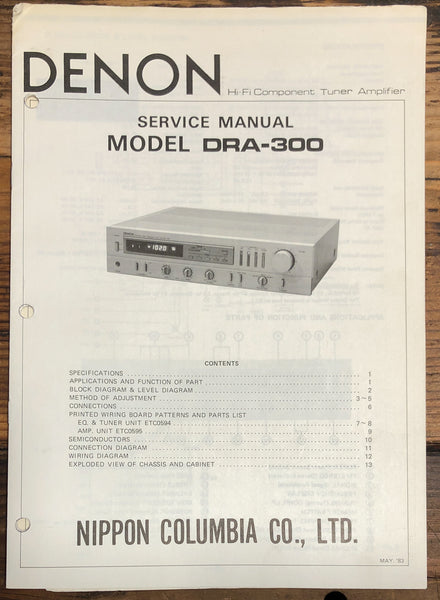 DENON Hi-Fi Component Tuner Amplifier
SERVICE MANUAL
MODEL DRA-300
DENON
1020
CONTENTS
SPECIFICATIONS 1
APPLICATIONS AND FUNCTION OF PART 1
BLOCK DIAGRAM & LEVEL DIAGRAM 2
METHOD OF ADJUSTMENT 3~5
CONNECTIONS 6
PRINTED WIRING BOARD PATTERNS AND PARTS LIST
EQ. & TUNER UNIT ETC0594 7~8
AMP. UNIT ETC0595 9
SEMICONDUCTORS 10
CONNECTION DIAGRAM 11
WIRING DIAGRAM 12
EXPLODED VIEW OF CHASSIS AND CABINET 13
NIPPON COLUMBIA CO., LTD.
MAY. '83